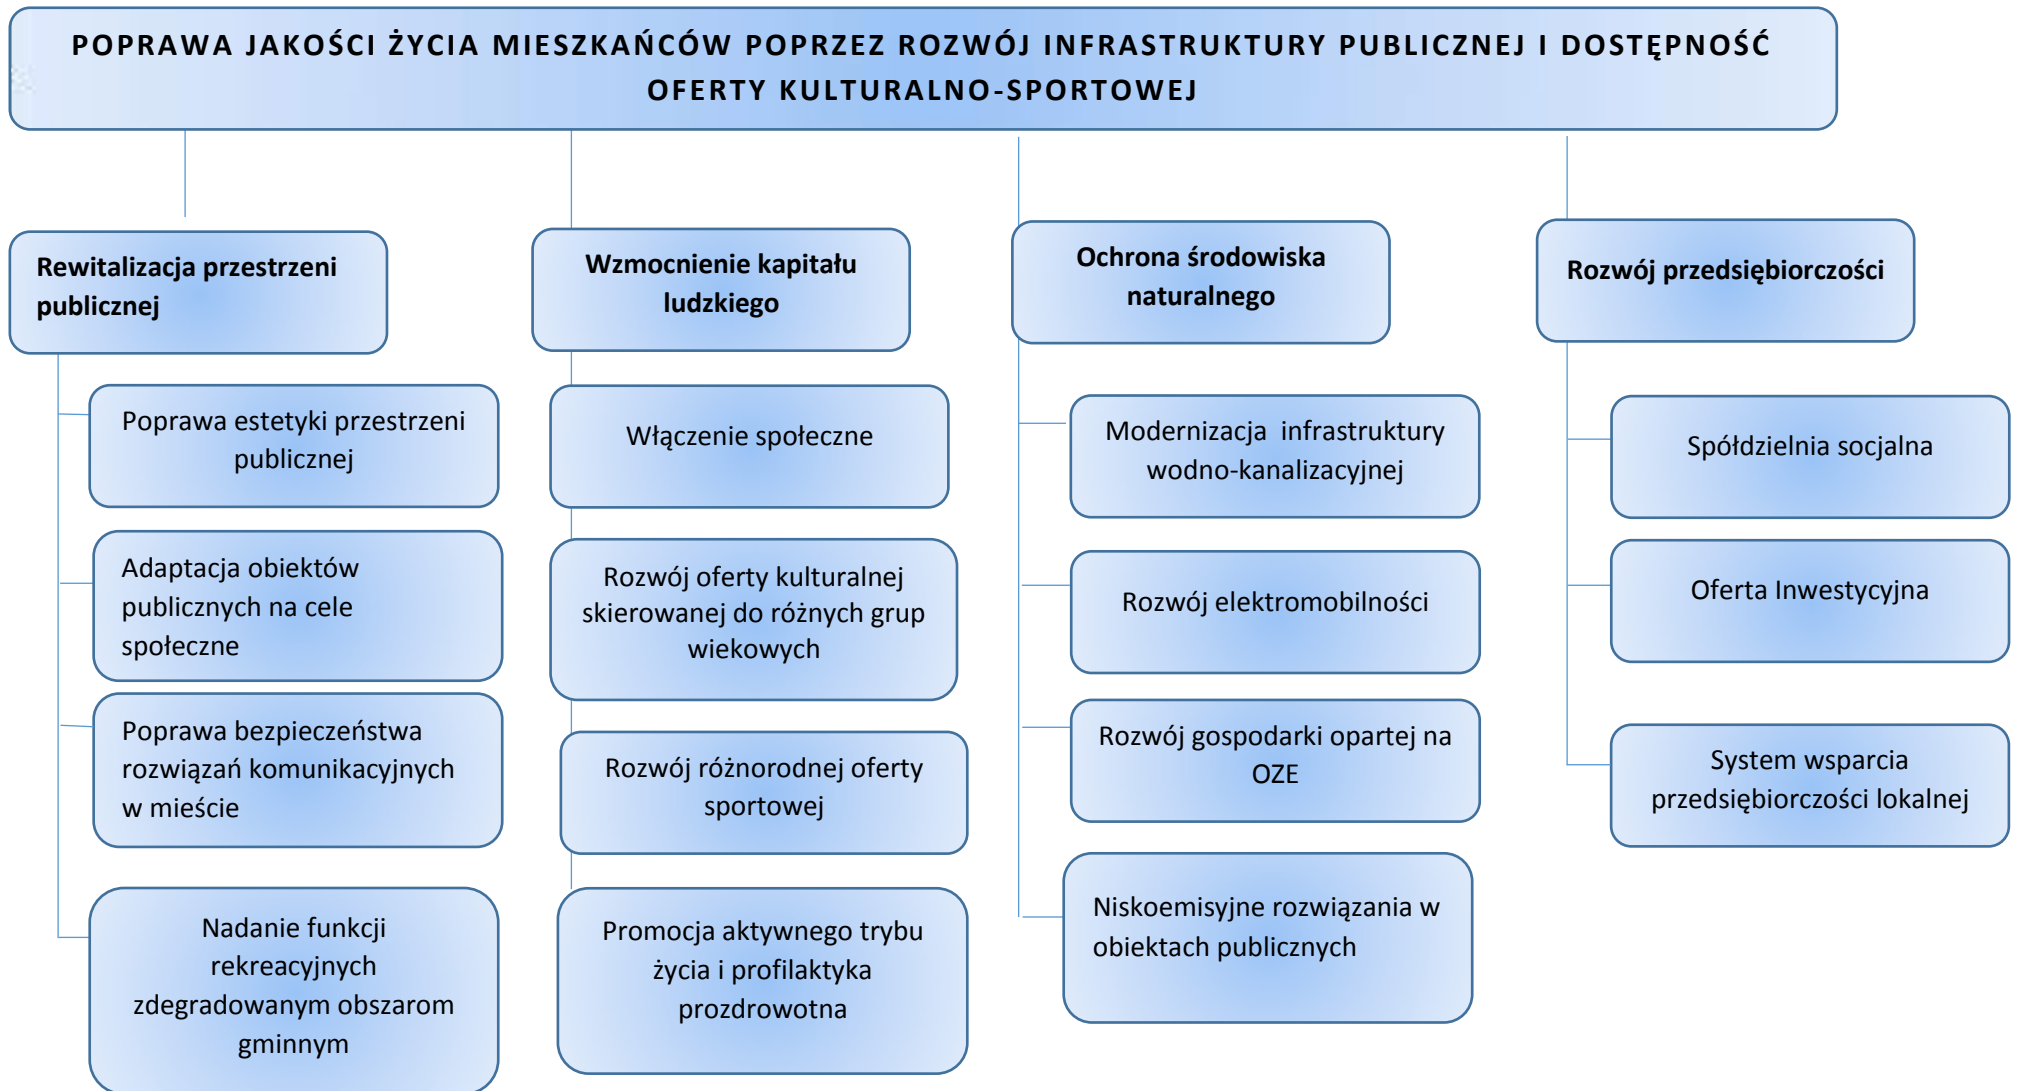 POPRAWA JAKOŚCI ŻYCIA MIESZKAŃCÓW POPRZEZ ROZWÓJ INFRASTRUKTURY PUBLICZNEJ I DOSTĘPNOŚĆ
OFERTY KULTURALNO-SPORTOWEJ
Rewitalizacja przestrzeni
publicznej
Poprawa estetyki przestrzeni
publicznej
Adaptacja obiektów
publicznych na cele
społeczne
Poprawa bezpieczeństwa
rozwiązań komunikacyjnych
w mieście
Nadanie funkcji
rekreacyjnych
zdegradowanym obszarom
gminnym
Wzmocnienie kapitału
ludzkiego
Włączenie społeczne
Rozwój oferty kulturalnej
skierowanej do różnych grup
wiekowych
Rozwój różnorodnej oferty
sportowej
Promocja aktywnego trybu
życia i profilaktyka
prozdrowotna
Ochrona środowiska
naturalnego
Modernizacja infrastruktury
wodno-kanalizacyjnej
Rozwój elektromobilności
Rozwój gospodarki opartej na
OZE
Niskoemisyjne rozwiązania w
obiektach publicznych
Rozwój przedsiębiorczości
Spółdzielnia socjalna
Oferta Inwestycyjna
System wsparcia
przedsiębiorczości lokalnej